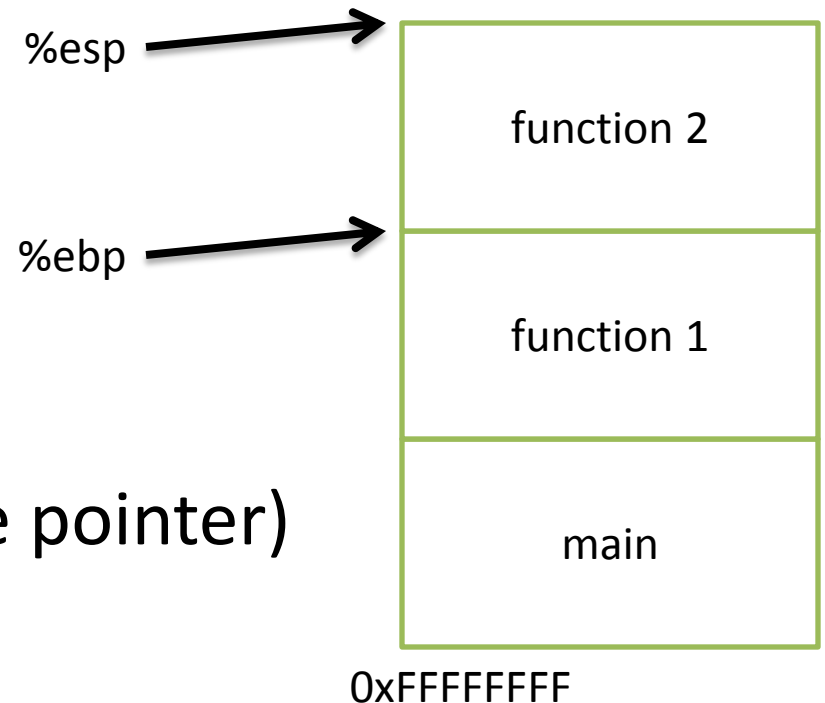 %esp
function 2
%ebp
function 1
e pointer)
main
0xFFFFFFFF